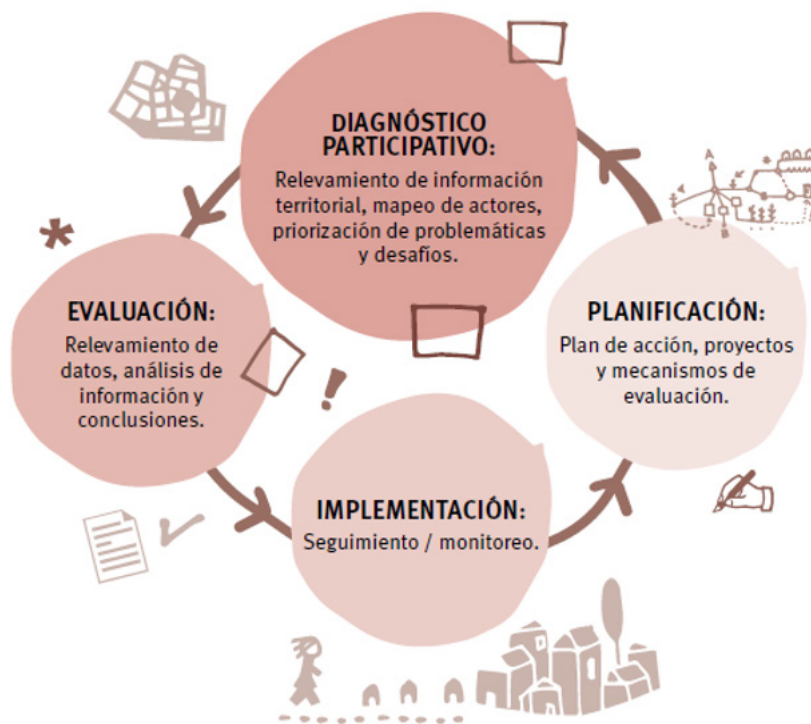 DIAGNÓSTICO
PARTICIPATIVO:
Relevamiento de información
territorial, mapeo de actores,
priorización de problemáticas
y desafíos.
EVALUACIÓN:
Relevamiento de
datos, análisis de
información y
conclusiones.
PLANIFICACIÓN:
Plan de acción, proyectos
y mecanismos de
evaluación.
IMPLEMENTACIÓN:
Seguimiento / monitoreo.
A
B